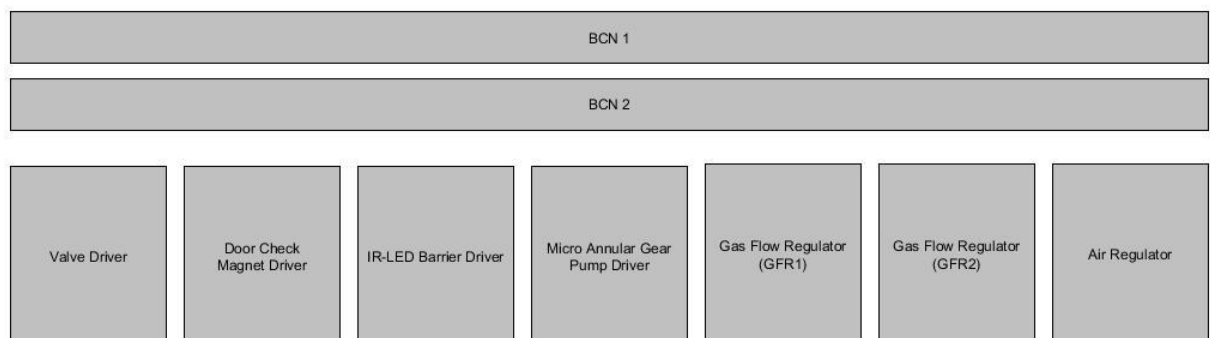 BCN 1
BCN 2
Valve Driver
Door Check
Magnet Driver
IR-LED Barrier Driver
Micro Annular Gear
Pump Driver
Gas Flow Regulator
(GFR1)
Gas Flow Regulator
(GFR2)
Air Regulator